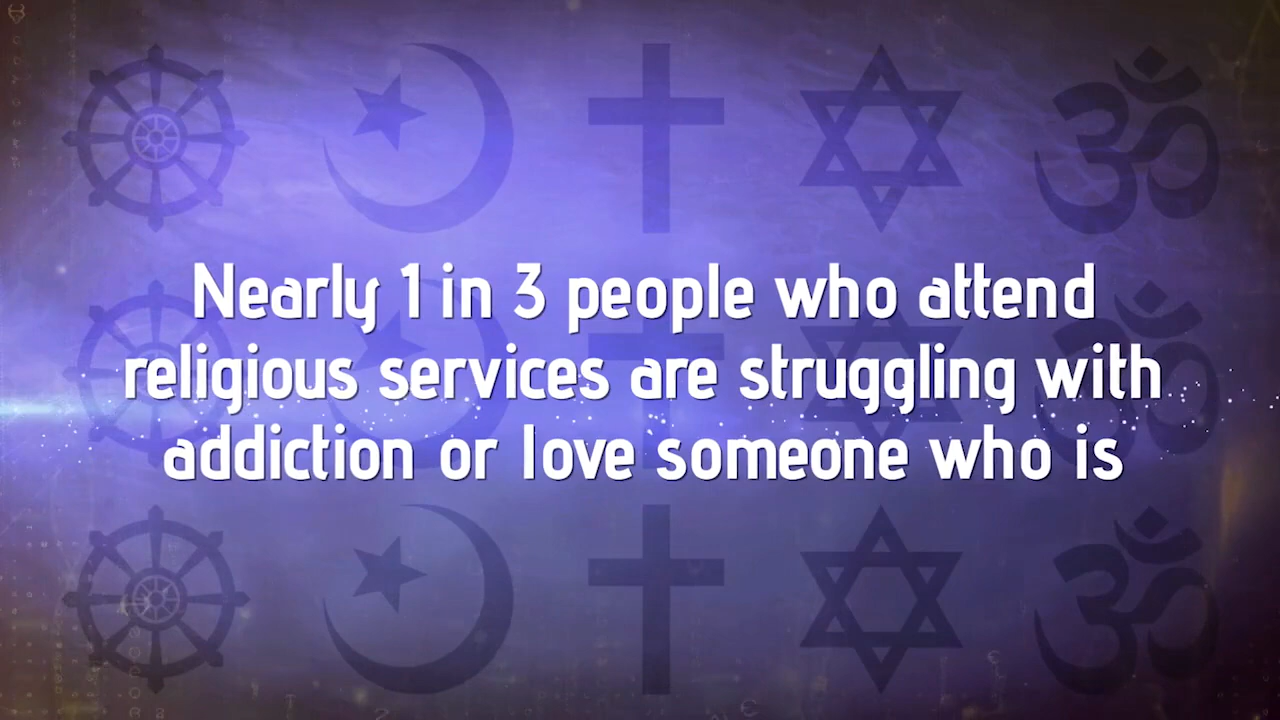 Nearly 1 in 3 people who attend
religious services are struggling with
addiction or love someone who is